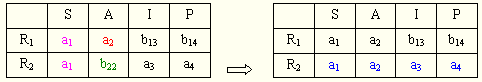 S A I P
R1 a1 a2 b13 b14
R2 a1 b22 a3 a4
S A I P
R1 a1 a2 b13 b14
R2 a1 a2 a3 a4